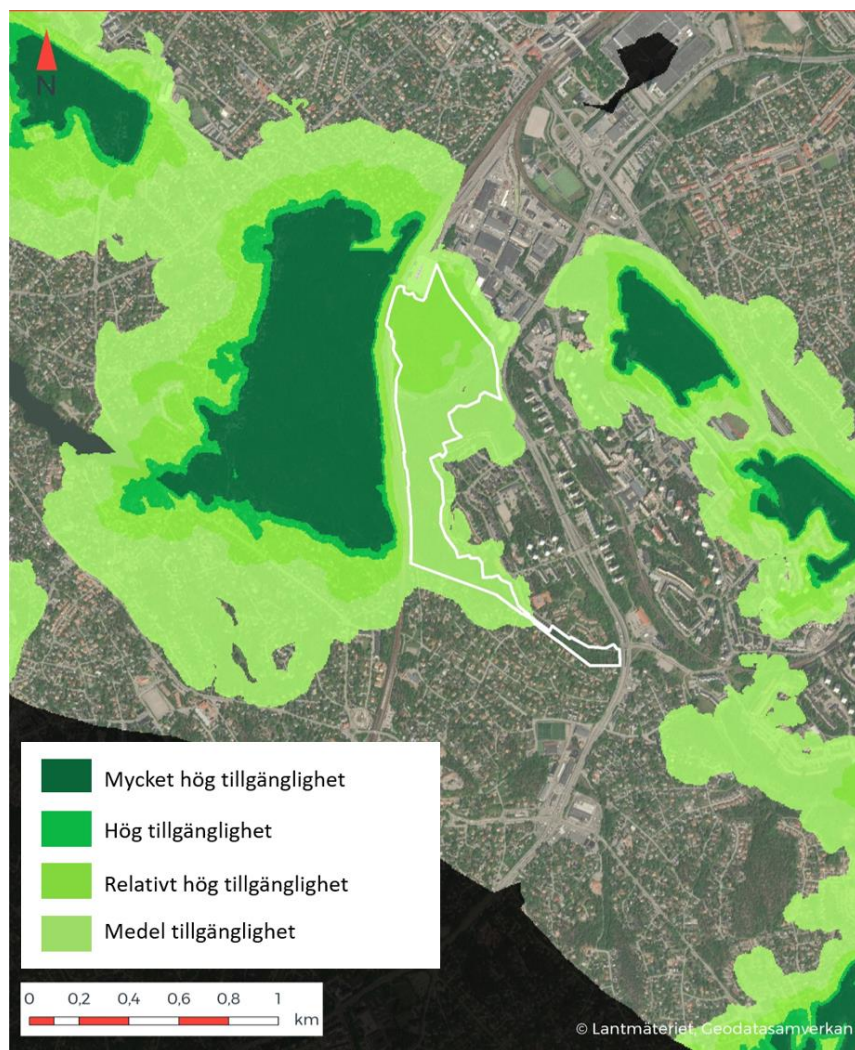 N
Mycket hög tillgänglighet
Hög tillgänglighet
Relativt hög tillgänglighet
Medel tillgänglighet
0 0,2 0,4 0,6 0,8 1
km
© Lantmäteriet, Geodatasamverkan